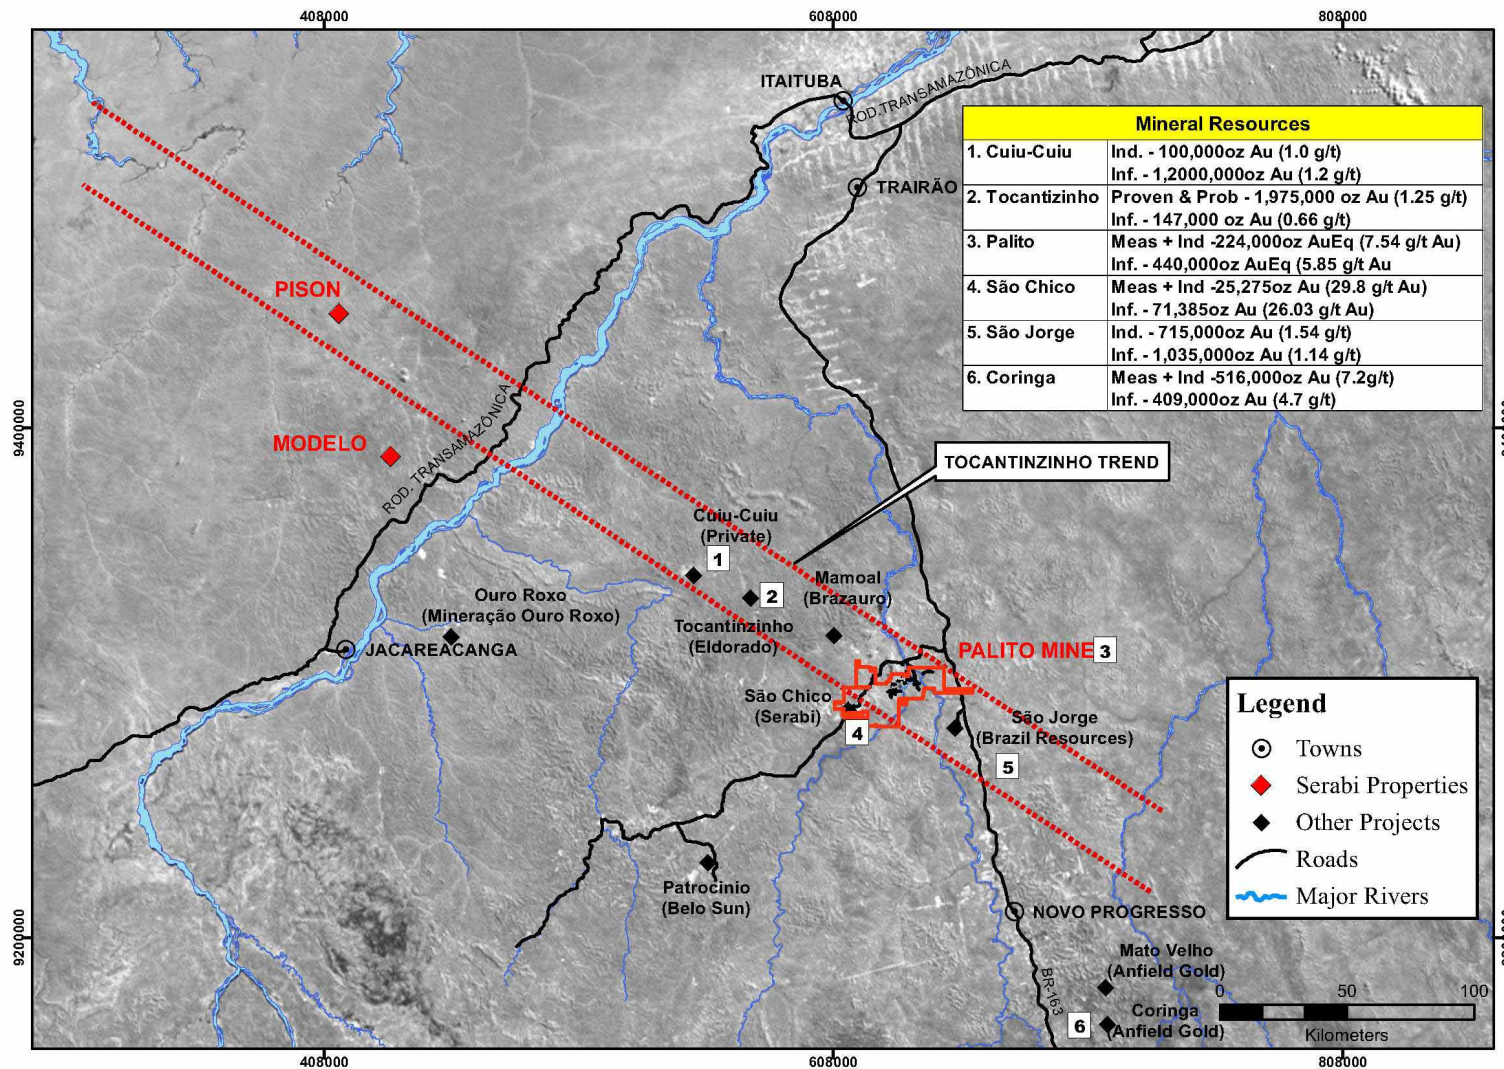 408000
608000
808000
ITAITUBA
ROD.TRANSAMAZÔNICA
TRAIRÃO
Mineral Resources
1. Cuiu-Cuiu
Ind. - 100,000oz Au (1.0 g/t)
Inf. - 1,2000,000oz Au (1.2 g/t)
2. Tocantizinho
Proven & Prob - 1,975,000 oz Au (1.25 g/t)
Inf. - 147,000 oz Au (0.66 g/t)
3. Palito
Meas + Ind -224,000oz AuEq (7.54 g/t Au)
Inf. - 440,000oz AuEq (5.85 g/t Au
4. São Chico
Meas + Ind -25,275oz Au (29.8 g/t Au)
Inf. - 71,385oz Au (26.03 g/t Au)
5. São Jorge
Ind. - 715,000oz Au (1.54 g/t)
Inf. - 1,035,000oz Au (1.14 g/t)
6. Coringa
Meas + Ind -516,000oz Au (7.2g/t)
Inf. - 409,000oz Au (4.7 g/t)
PISON
MODELO
ROD. TRANSAMAZÔNICA
9400000
TOCANTINZINHO TREND
Cuiu-Cuiu
(Private)
1
2
Mamoal
(Brazauro)
Ouro Roxo
(Mineração Ouro Roxo)
Tocantinzinho
(Eldorado)
JACAREACANGA
PALITO MINE
3
São Chico
(Serabi)
4
São Jorge
(Brazil Resources)
5
Legend
Towns
Serabi Properties
Other Projects
Roads
Major Rivers
Patrocinio
(Belo Sun)
NOVO PROGRESSO
9200000
BR-163
Mato Velho
(Anfield Gold)
6
Coringa
(Anfield Gold)
0
50
100
Kilometers
408000
608000
808000